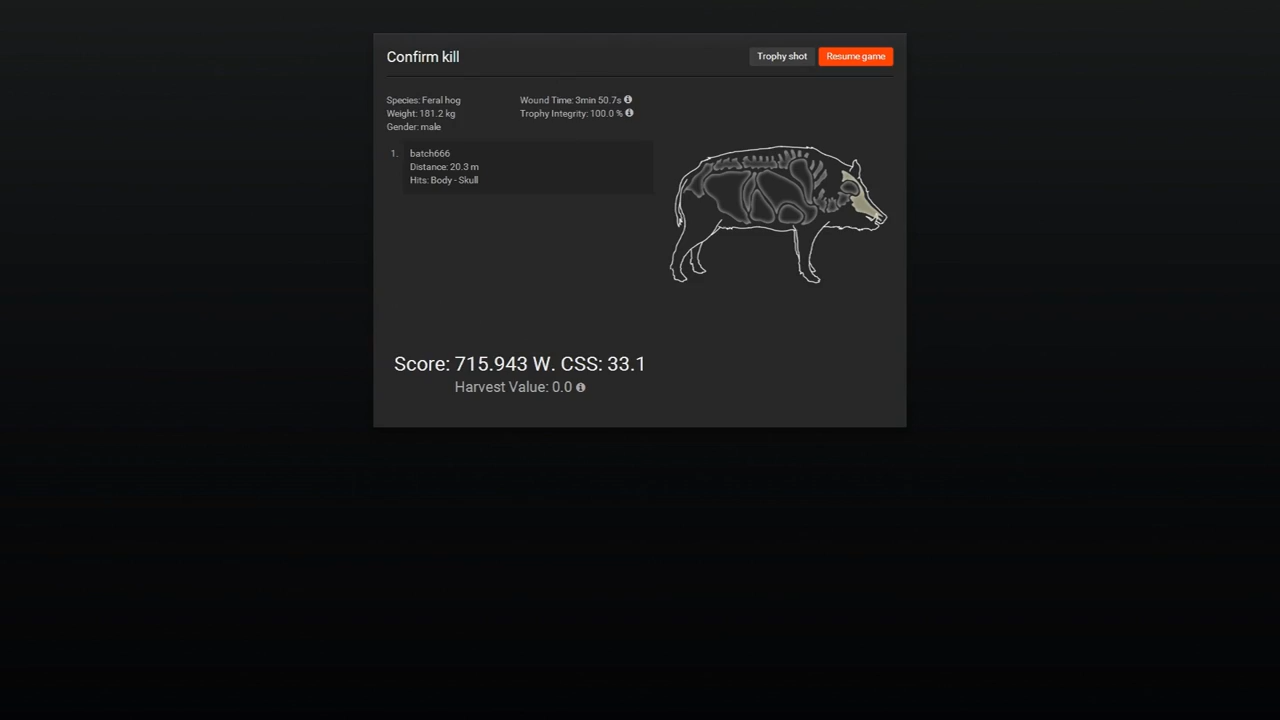 Confirm kill
Trophy shot
Resume game
Species: Feral hog
Weight: 181.2 kg
Gender: male
Wound Time: 3min 50.7s
Trophy Integrity: 100.0 %
1.
batch666
Distance: 20.3 m
Hits: Body - Skull
Score: 715.943 W. CSS: 33.1
Harvest Value: 0.0